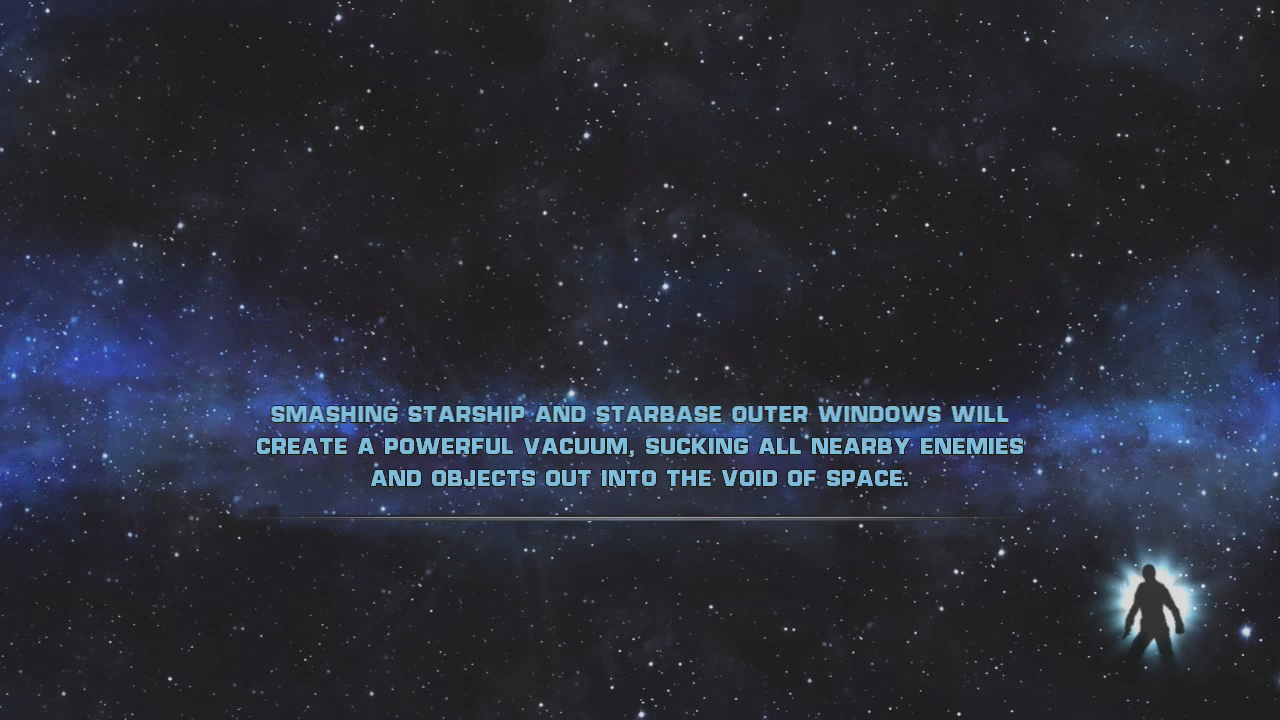 SMASHING STARSHIP AND STARBASE OUTER WINDOWS WILL
CREATE A POWERFUL VACUUM, SUCKING ALL NEARBY ENEMIES
AND OBJECTS OUT INTO THE VOID OF SPACE.